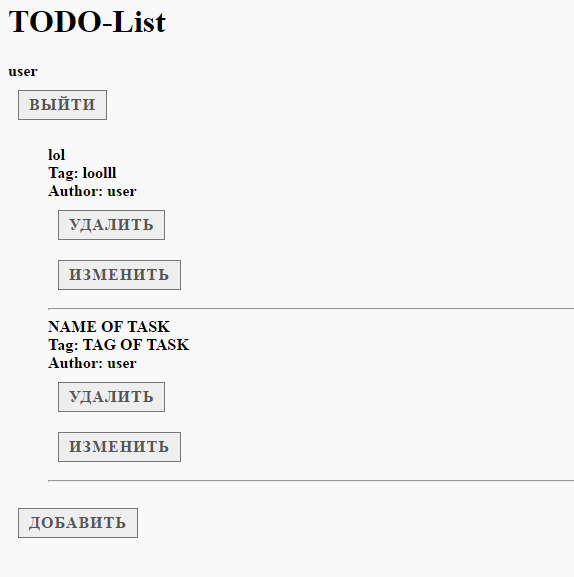 TODO-List
user
ВЫЙТИ
lol
Tag: loolll
Author: user
УДАЛИТЬ
ИЗМЕНИТЬ
NAME OF TASK
Tag: TAG OF TASK
Author: user
УДАЛИТЬ
ИЗМЕНИТЬ
ДОБАВИТЬ